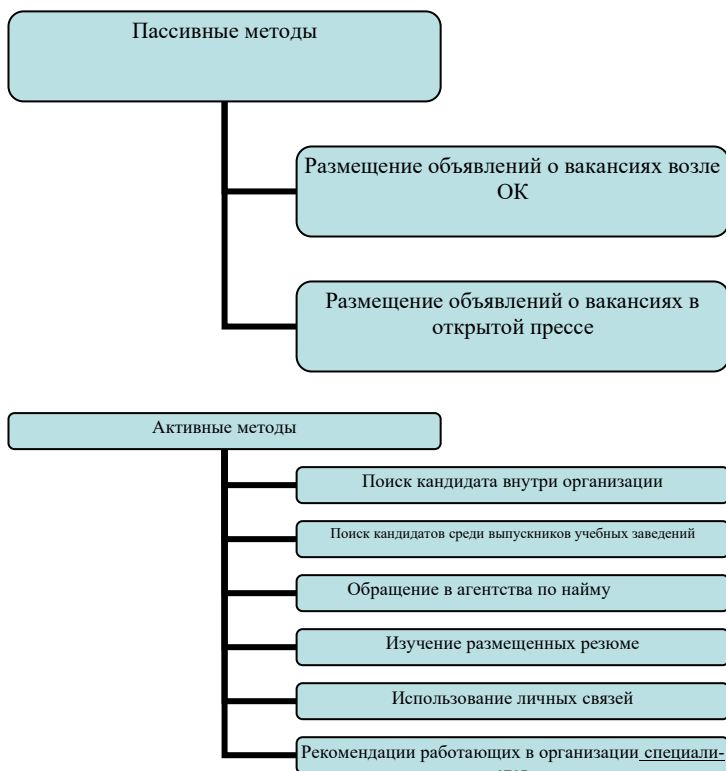 Пассивные методы
Размещение объявлений о вакансиях возле
ОК
Размещение объявлений о вакансиях в
открытой прессе
Активные методы
Поиск кандидата внутри организации
Поиск кандидатов среди выпускников учебных заведений
Обращение в агентства по найму
Изучение размещенных резюме
Использование личных связей
Рекомендации работающих в организации специали-